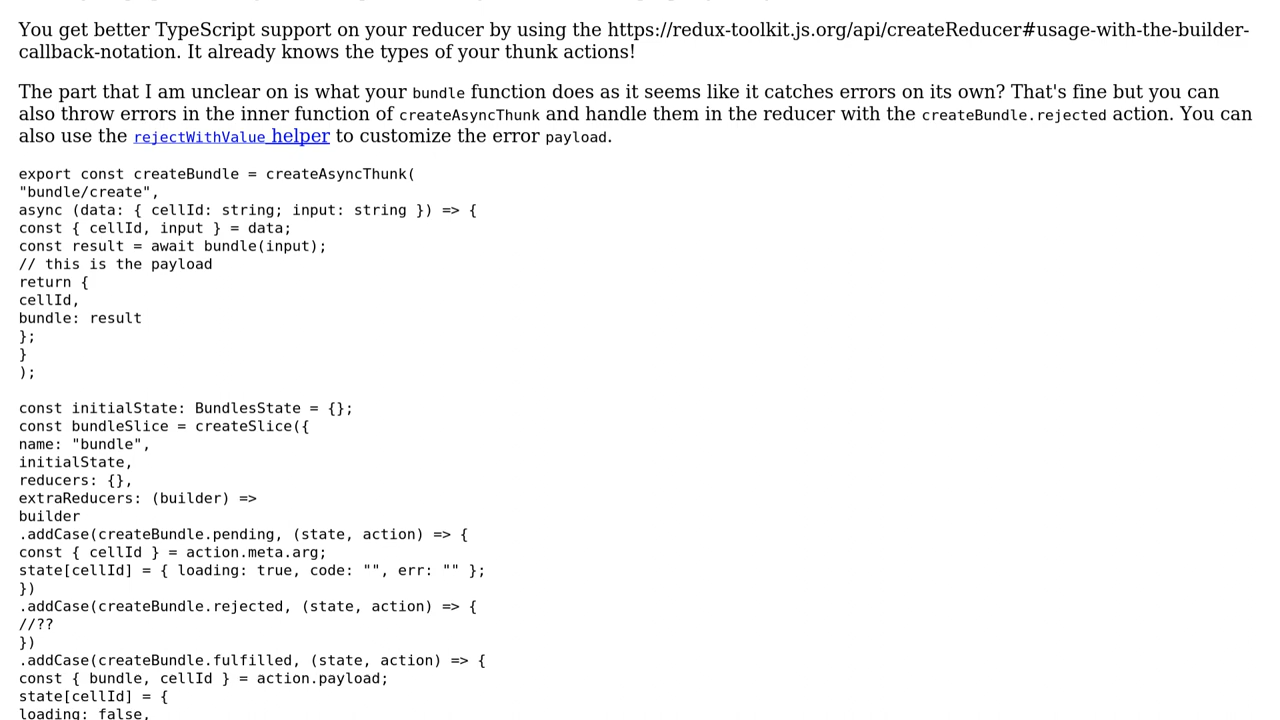 You get better TypeScript support on your reducer by using the https://redux-toolkit.js.org/api/createReducer#usage-with-the-builder-
callback-notation. It already knows the types of your thunk actions!
The part that I am unclear on is what your bundle function does as it seems like it catches errors on its own? That's fine but you can
also throw errors in the inner function of createAsyncThunk and handle them in the reducer with the createBundle.rejected action. You can
also use the rejectWithValue helper to customize the error payload.
export const createBundle = createAsyncThunk(
"bundle/create",
async (data: { cellId: string; input: string }) => {
const { cellId, input } = data;
const result = await bundle(input);
// this is the payload
return {
cellId,
bundle: result
};
}
);
const initialState: BundlesState = {};
const bundleSlice = createSlice({
name: "bundle",
initialState,
reducers: {},
extraReducers: (builder) =>
builder
.addCase(createBundle.pending, (state, action) => {
const { cellId } = action.meta.arg;
state[cellId] = { loading: true, code: "", err: "" };
})
.addCase(createBundle.rejected, (state, action) => {
//??
})
.addCase(createBundle.fulfilled, (state, action) => {
const { bundle, cellId } = action.payload;
state[cellId] = {
loading: false,